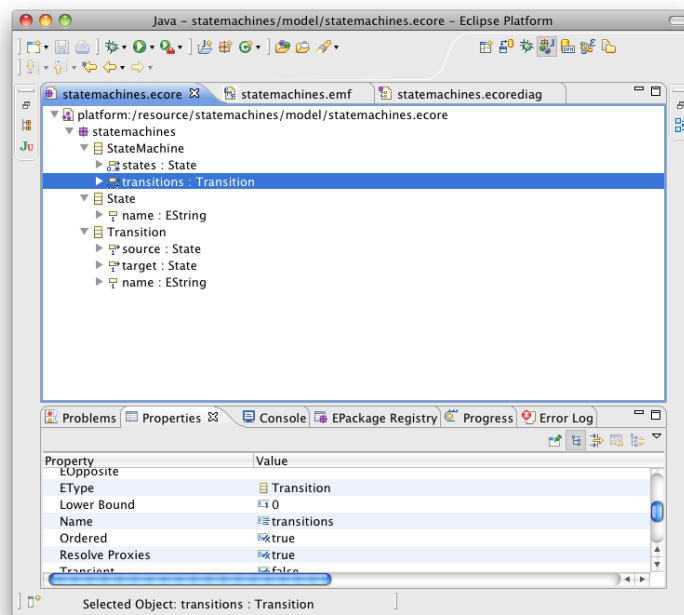 Java - statemachines/model/statemachines.ecore - Eclipse Platform
statemachines.ecore statemachines.emf statemachines.ecorediag
platform:/resource/statemachines/model/statemachines.ecore
statemachines
StateMachine
states : State
transitions : Transition
State
name : EString
Transition
source : State
target : State
name : EString
Ju
Problems Properties Console EPackage Registry Progress Error Log
Property Value
EOpposite
EType Transition
Lower Bound 0
Name transitions
Ordered true
Resolve Proxies true
Transient false
Selected Object: transitions : Transition